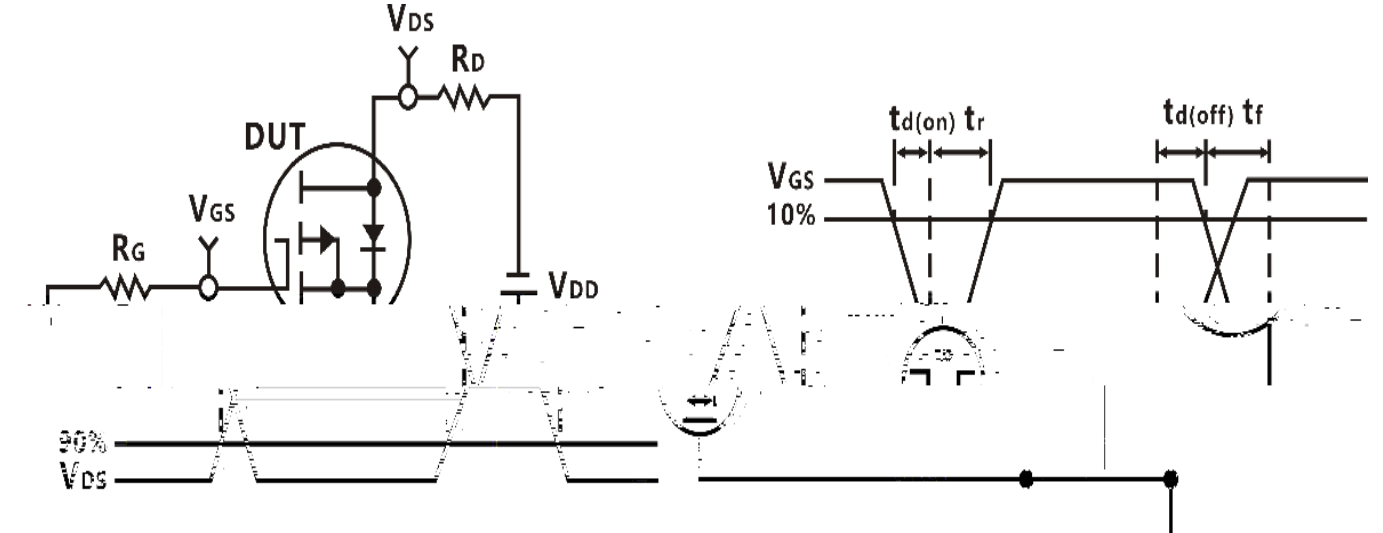 VDS
RD
DUT
VGS
RG
VDD
td(on) tr
td(off) tf
VGS
10%
90%
VDS